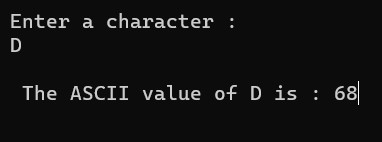 Enter a character :
D
The ASCII value of D is : 68